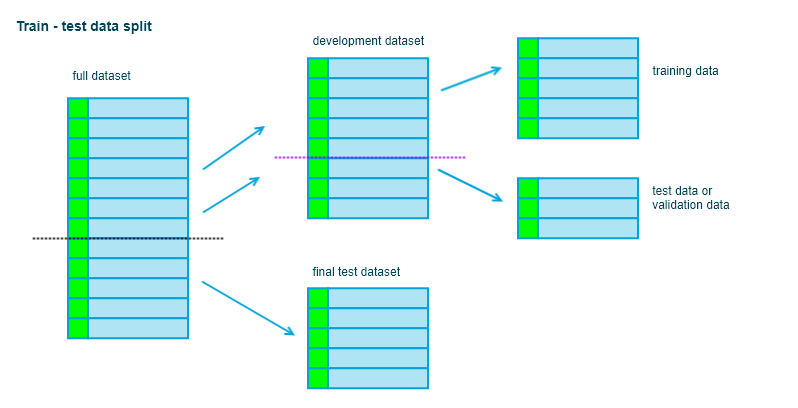 Train - test data split
development dataset
full dataset
training data
test data or
validation data
final test dataset